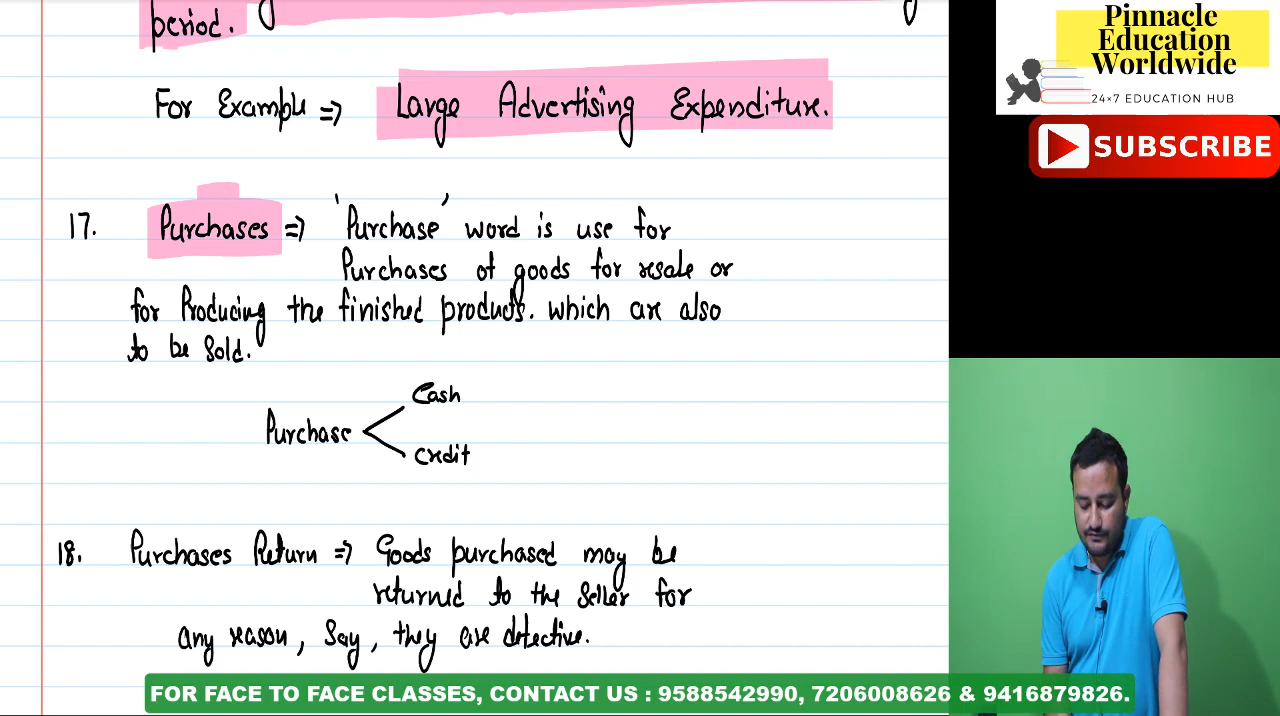 period.
For Example => Large Advertising Expenditure.
17. Purchases => 'Purchase' word is use for
Purchases of goods for resale or
for Producing the finished products. which are also
to be sold.
Cash
Purchase
Credit
18. Purchases Return => Goods purchased may be
returned to the seller for
any reason, say, they are defective.
Pinnacle
Education
Worldwide
24×7 EDUCATION HUB
SUBSCRIBE
FOR FACE TO FACE CLASSES, CONTACT US : 9588542990, 7206008626 & 9416879826.